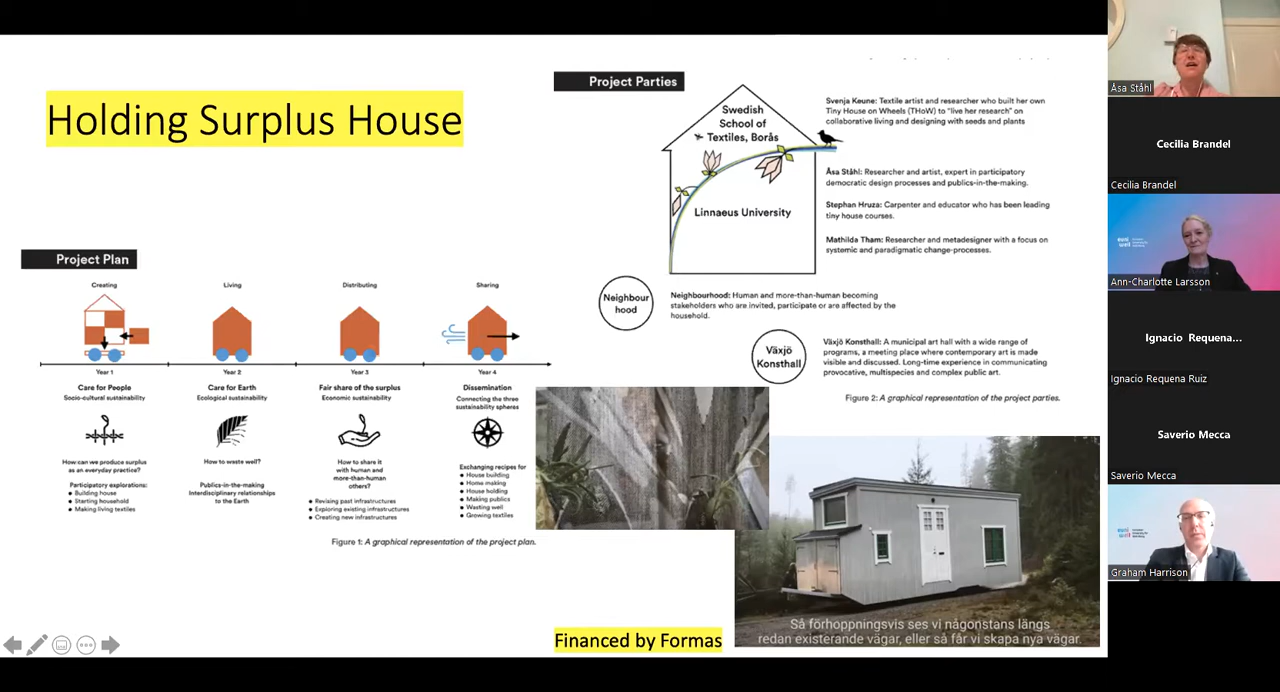 Holding Surplus House
Project Parties
Swedish
School of
Textiles, Borås
Linnaeus University
Svenja Keune: Textile artist and researcher who built her own
Tiny House on Wheels (THoW) to "live her research" on
collaborative living and designing with seeds and plants
Åsa Ståhl: Researcher and artist, expert in participatory
democratic design processes and publics-in-the-making.
Stephan Hruza: Carpenter and educator who has been leading
tiny house courses.
Mathilda Tham: Researcher and metadesigner with a focus on
systemic and paradigmatic change-processes.
Neighbour
hood
Neighbourhood: Human and more-than-human becoming
stakeholders who are invited, participate or are affected by the
household.
Växjö
Konsthall
Växjö Konsthall: A municipal art hall with a wide range of
programs, a meeting place where contemporary art is made
visible and discussed. Long-time experience in communicating
provocative, multispecies and complex public art.
Figure 2: A graphical representation of the project parties.
Project Plan
Creating
Living
Distributing
Sharing
Year 1
Year 2
Year 3
Year 4
Care for People
Socio-cultural sustainability
Care for Earth
Ecological sustainability
Fair share of the surplus
Economic sustainability
Dissemination
Connecting the three
sustainability spheres
How can we produce surplus
as an everyday practice?
Participatory explorations:
Building house
Starting household
Making living textiles
How to waste well?
Publics-in-the-making
Interdisciplinary relationships
to the Earth
How to share it
with human and
more-than-human
others?
Revising past infrastructures
Exploring existing infrastructures
Creating new infrastructures
Exchanging recipes for
House building
Home making
House holding
Making publics
Wasting well
Growing textiles
Figure 1: A graphical representation of the project plan.
Financed by Formas
Så förhoppningsvis ses vi någonstans längs
redan existerande vägar, eller så får vi skapa nya vägar.
Åsa Ståhl
Cecilia Brandel
Cecilia Brandel
Ann-Charlotte Larsson
Ignacio Requena...
Ignacio Requena Ruiz
Saverio Mecca
Saverio Mecca
Graham Harrison